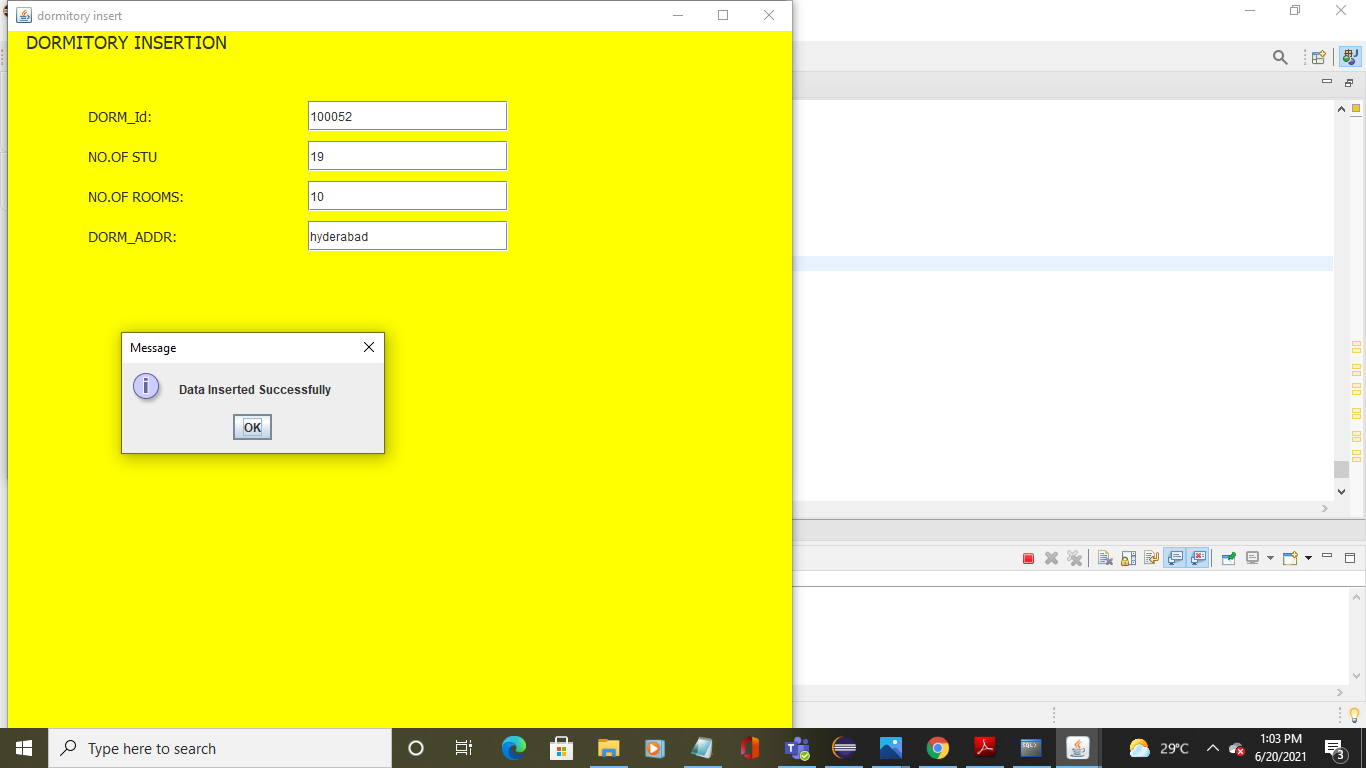 dormitory insert
DORMITORY INSERTION
DORM_Id:
100052
NO.OF STU
19
NO.OF ROOMS:
10
DORM_ADDR:
hyderabad
Message
i
Data Inserted Successfully
OK
Type here to search
SQL>
29°C
1:03 PM
6/20/2021
3